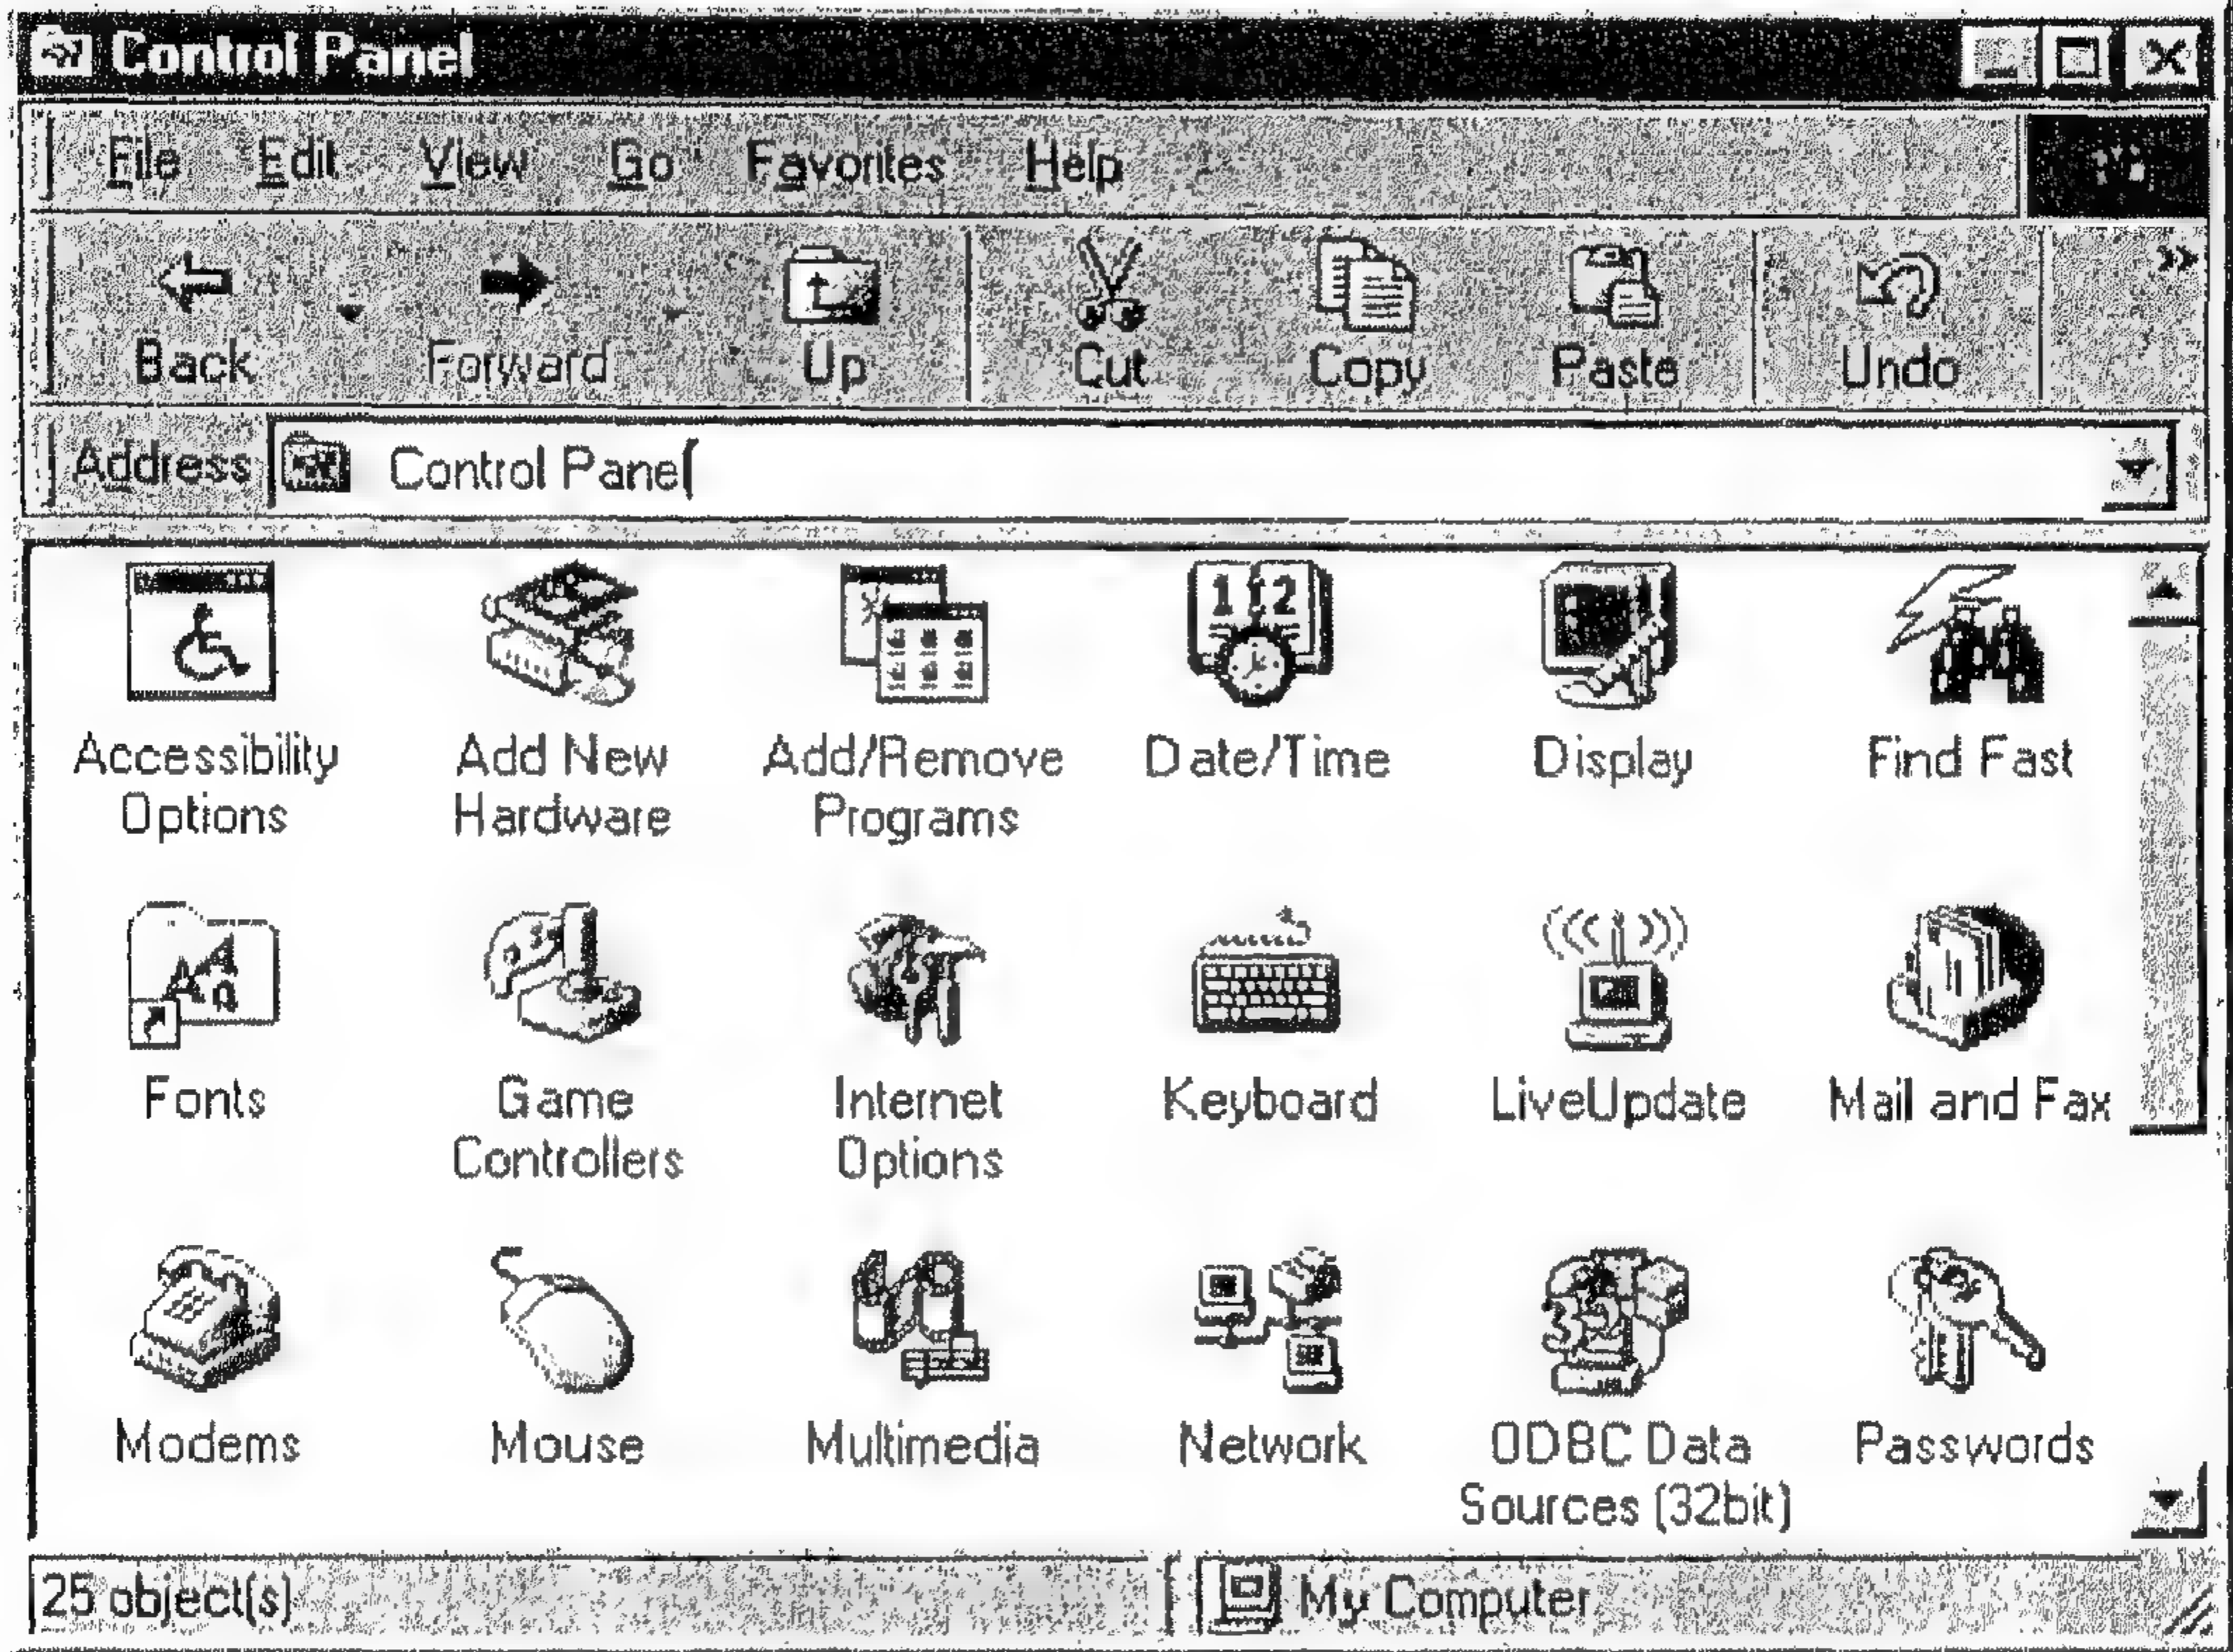 Control Panel
File Edit View Go Favorites Help
Back Forward Up Cut Copy Paste Undo »
Address Control Panel
Accessibility Options
Add New Hardware
Add/Remove Programs
Date/Time
Display
Find Fast
Fonts
Game Controllers
Internet Options
Keyboard
LiveUpdate
Mail and Fax
Modems
Mouse
Multimedia
Network
ODBC Data Sources (32bit)
Passwords
25 object(s) My Computer